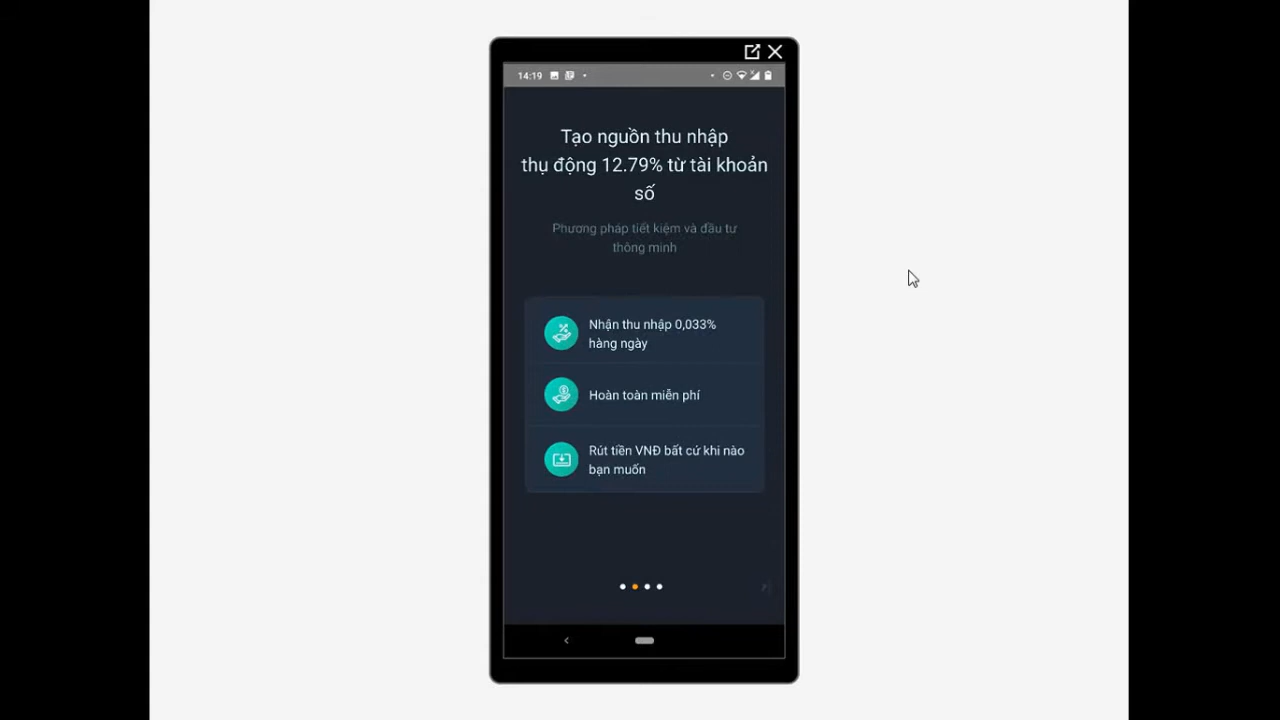 14:19
Tạo nguồn thu nhập
thụ động 12.79% từ tài khoản
số
Phương pháp tiết kiệm và đầu tư
thông minh
Nhận thu nhập 0,033%
hàng ngày
Hoàn toàn miễn phí
Rút tiền VNĐ bất cứ khi nào
bạn muốn